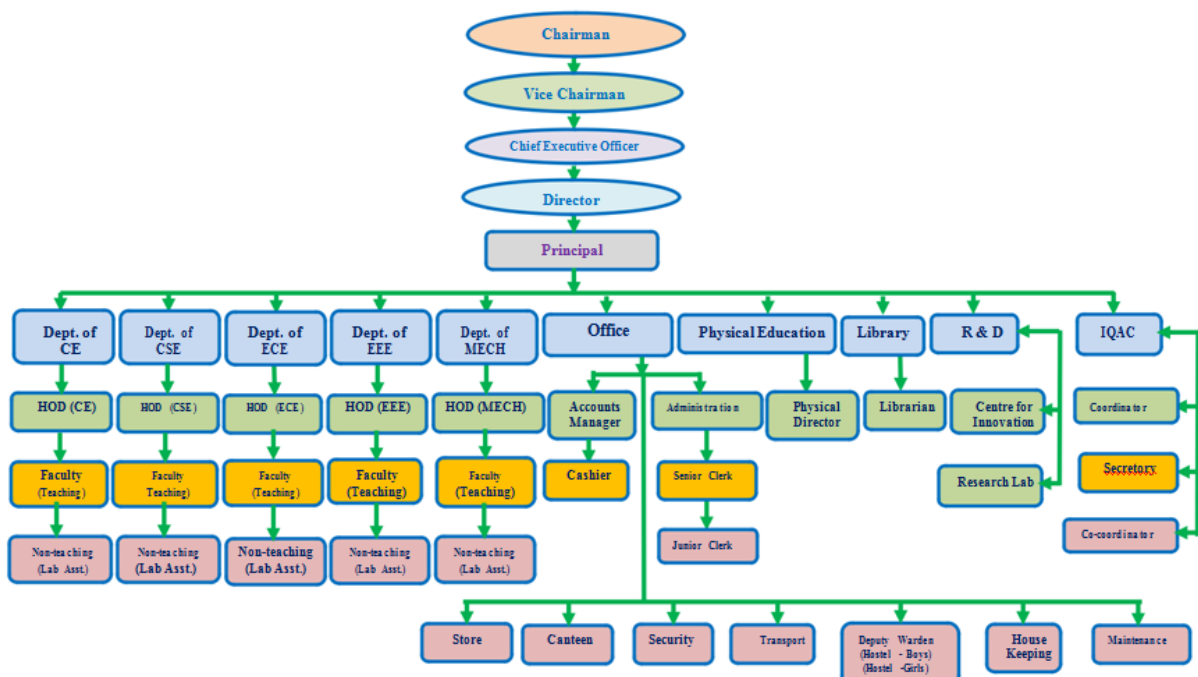 Chairman
Vice Chairman
Chief Executive Officer
Director
Principal
Dept. of
CE
Dept. of
CSE
Dept. of
ECE
Dept. of
EEE
Dept. of
MECH
Office
Physical Education
Library
R & D
IQAC
HOD (CE)
HOD (CSE)
HOD (ECE)
HOD (EEE)
HOD (MECH)
Accounts
Manager
Administration
Physical
Director
Librarian
Centre for
Innovation
Coordinator
Faculty
(Teaching)
Faculty
Teaching)
Faculty
(Teaching)
Faculty
(Teaching)
Faculty
(Teaching)
Cashier
Senior Clerk
Research Lab
Secretory
Non-teaching
(Lab Asst.)
Non-teaching
(Lab Asst.)
Non-teaching
(Lab Asst.)
Non-teaching
(Lab Asst.)
Non-teaching
(Lab Asst.)
Junior Clerk
Co-coordinator
Store
Canteen
Security
Transport
Deputy Warden
(Hostel - Boys)
(Hostel -Girls)
House
Keeping
Maintenance